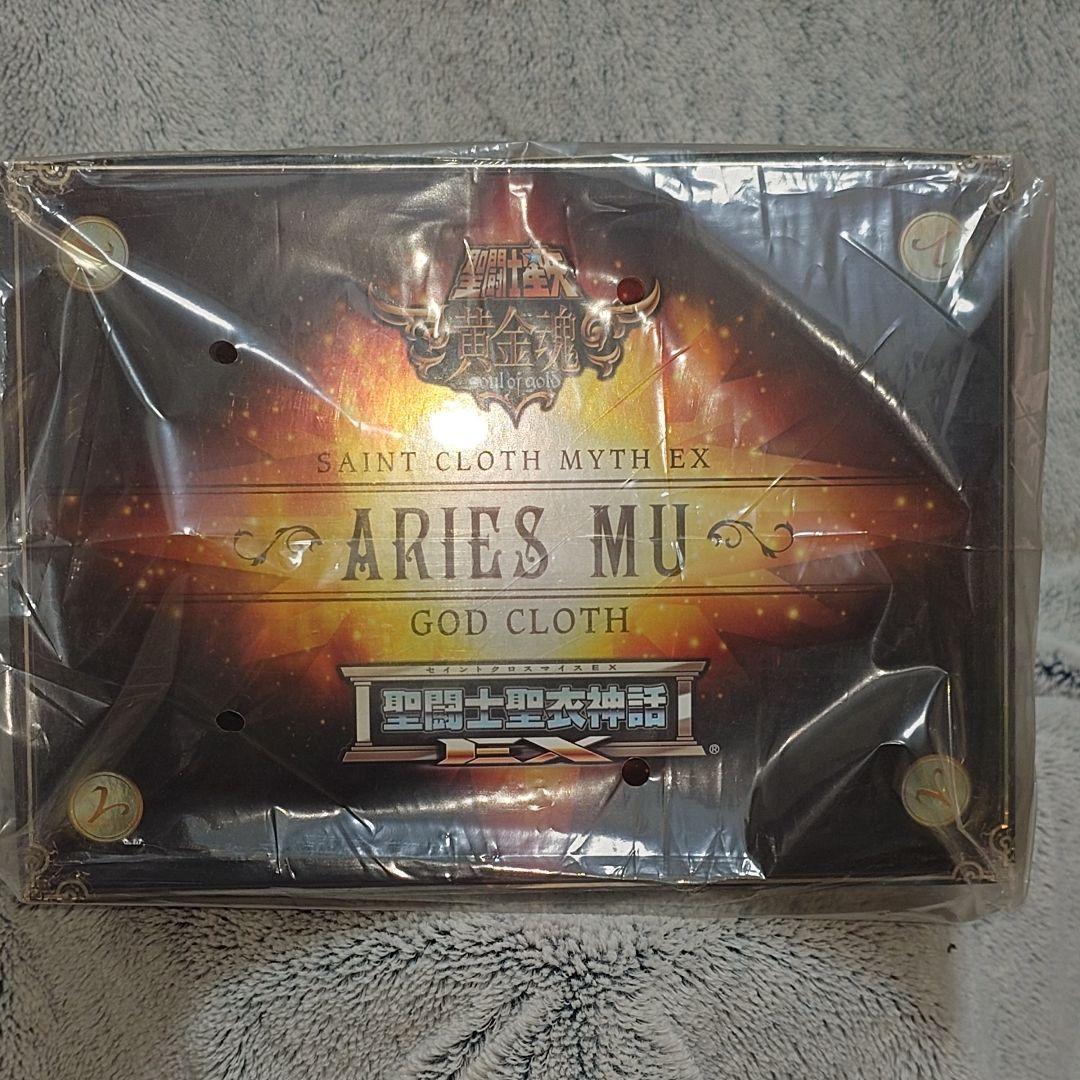 聖闘士星矢
黄金魂
soul of gold
SAINT CLOTH MYTH EX
ARIES MU
GOD CLOTH
セイントクロスマイスEX
聖闘士聖衣神話
EX
®